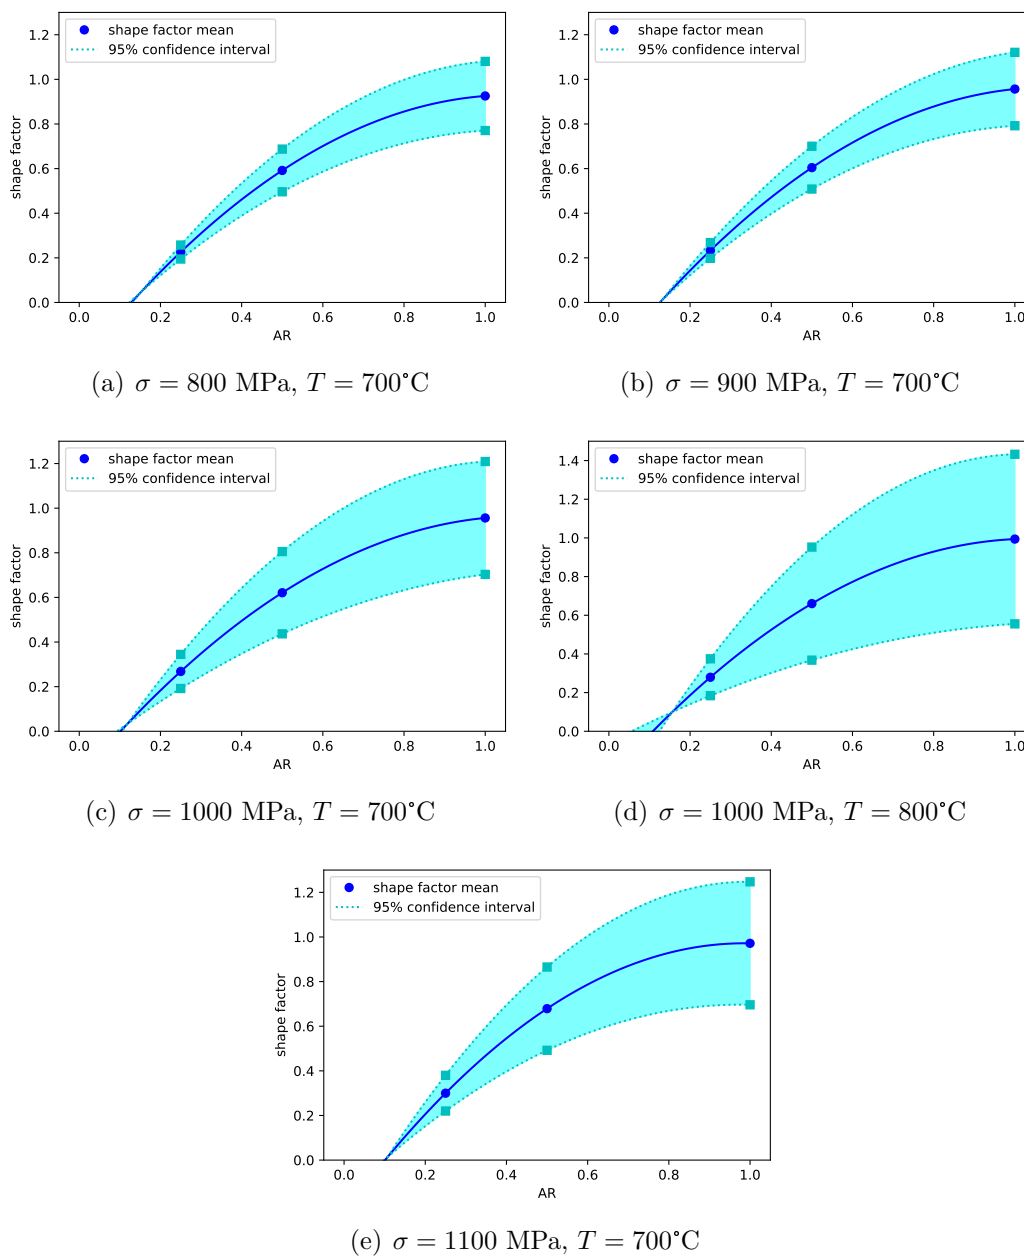 shape factor mean
95% confidence interval
1.2
1.0
0.8
0.6
0.4
0.2
0.0
shape factor
0.0 0.2 0.4 0.6 0.8 1.0
AR
(a) σ = 800 MPa, T = 700°C
shape factor mean
95% confidence interval
1.2
1.0
0.8
0.6
0.4
0.2
0.0
shape factor
0.0 0.2 0.4 0.6 0.8 1.0
AR
(b) σ = 900 MPa, T = 700°C
shape factor mean
95% confidence interval
1.2
1.0
0.8
0.6
0.4
0.2
0.0
shape factor
0.0 0.2 0.4 0.6 0.8 1.0
AR
(c) σ = 1000 MPa, T = 700°C
shape factor mean
95% confidence interval
1.4
1.2
1.0
0.8
0.6
0.4
0.2
0.0
shape factor
0.0 0.2 0.4 0.6 0.8 1.0
AR
(d) σ = 1000 MPa, T = 800°C
shape factor mean
95% confidence interval
1.2
1.0
0.8
0.6
0.4
0.2
0.0
shape factor
0.0 0.2 0.4 0.6 0.8 1.0
AR
(e) σ = 1100 MPa, T = 700°C